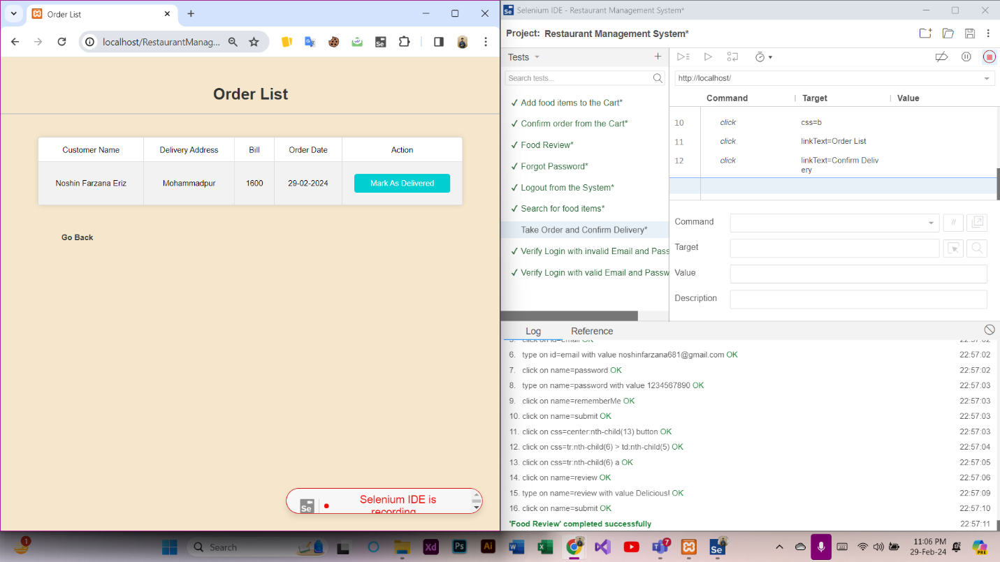 Order List
localhost/RestaurantManag...
Order List
Customer Name
Delivery Address
Bill
Order Date
Action
Noshin Farzana Eriz
Mohammadpur
1600
29-02-2024
Mark As Delivered
Go Back
Se
Selenium IDE is
recording
Se
Selenium IDE - Restaurant Management System*
Project: Restaurant Management System*
Tests
Search tests...
Add food items to the Cart*
Confirm order from the Cart*
Food Review*
Forgot Password*
Logout from the System*
Search for food items*
Take Order and Confirm Delivery*
Verify Login with invalid Email and Pass
Verify Login with valid Email and Passw
http://localhost/
Command
Target
Value
10 click css=b
11 click linkText=Order List
12 click linkText=Confirm Deliv
ery
Command
//
Target
Value
Description
Log
Reference
5. click on id=email OK 22:57:02
6. type on id=email with value noshinfarzana681@gmail.com OK 22:57:02
7. click on name=password OK 22:57:02
8. type on name=password with value 1234567890 OK 22:57:03
9. click on name=rememberMe OK 22:57:03
10. click on name=submit OK 22:57:03
11. click on css=center:nth-child(13) button OK 22:57:03
12. click on css=tr:nth-child(6) > td:nth-child(5) OK 22:57:04
13. click on css=tr:nth-child(6) a OK 22:57:05
14. click on name=review OK 22:57:06
15. type on name=review with value Delicious! OK 22:57:09
16. click on name=submit OK 22:57:10
'Food Review' completed successfully 22:57:11
1
Search
Xd
Ps
Ai
W
X
7
Se
11:06 PM
29-Feb-24
PRE